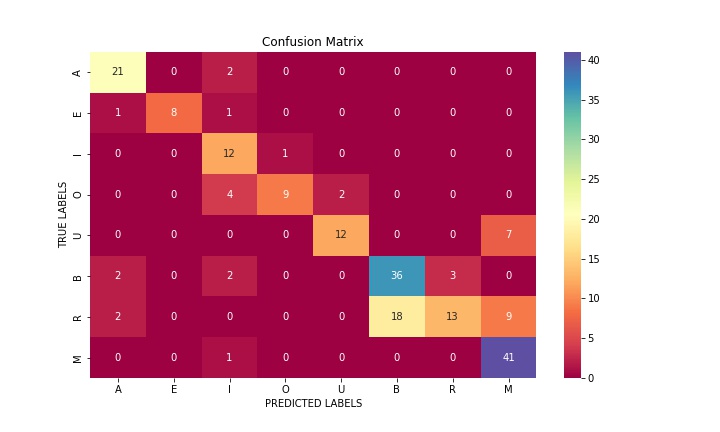 Confusion Matrix
A 21 0 2 0 0 0 0 0
E 1 8 1 0 0 0 0 0
I 0 0 12 1 0 0 0 0
O 0 0 4 9 2 0 0 0
U 0 0 0 0 12 0 0 7
B 2 0 2 0 0 36 3 0
R 2 0 0 0 0 18 13 9
M 0 0 1 0 0 0 0 41
A E I O U B R M
TRUE LABELS
PREDICTED LABELS
40
35
30
25
20
15
10
5
0